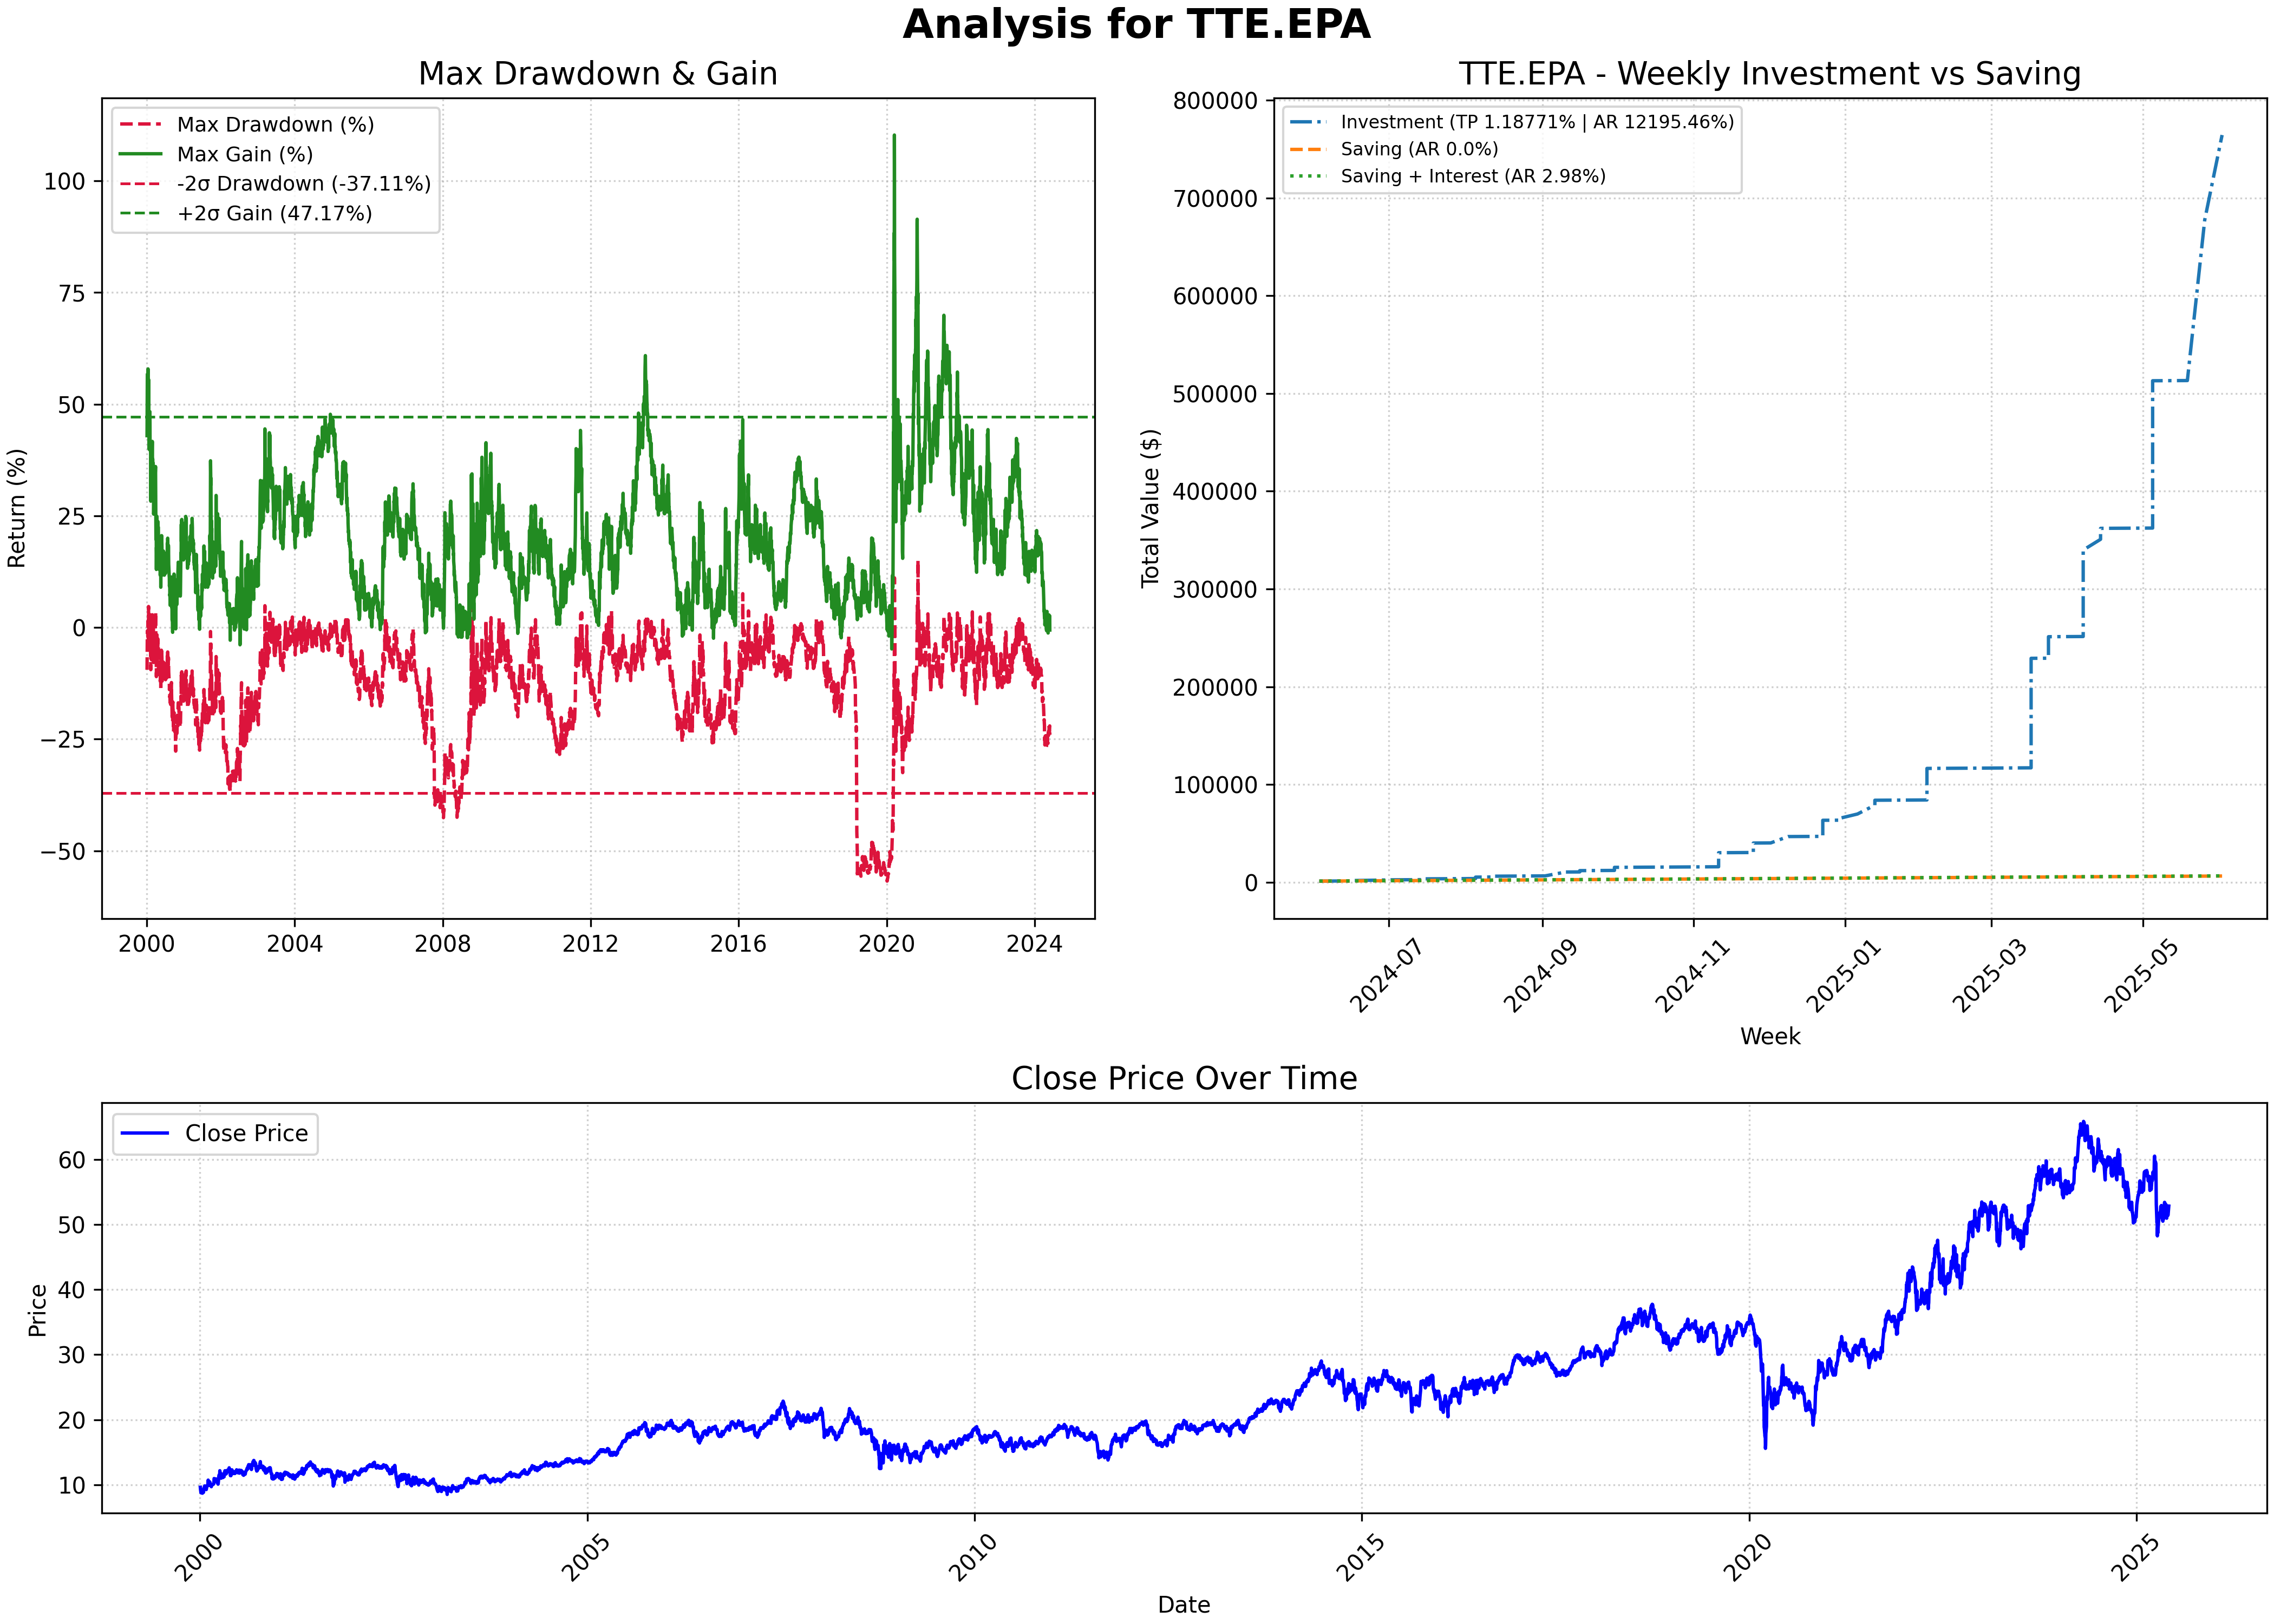 Analysis for TTE.EPA
Max Drawdown & Gain
Max Drawdown (%)
Max Gain (%)
-2σ Drawdown (-37.11%)
+2σ Gain (47.17%)
Return (%)
100
75
50
25
0
−25
−50
2000
2004
2008
2012
2016
2020
2024
TTE.EPA - Weekly Investment vs Saving
Investment (TP 1.18771% | AR 12195.46%)
Saving (AR 0.0%)
Saving + Interest (AR 2.98%)
Total Value ($)
800000
700000
600000
500000
400000
300000
200000
100000
0
2024-07
2024-09
2024-11
2025-01
2025-03
2025-05
Week
Close Price Over Time
Close Price
Price
60
50
40
30
20
10
2000
2005
2010
2015
2020
2025
Date